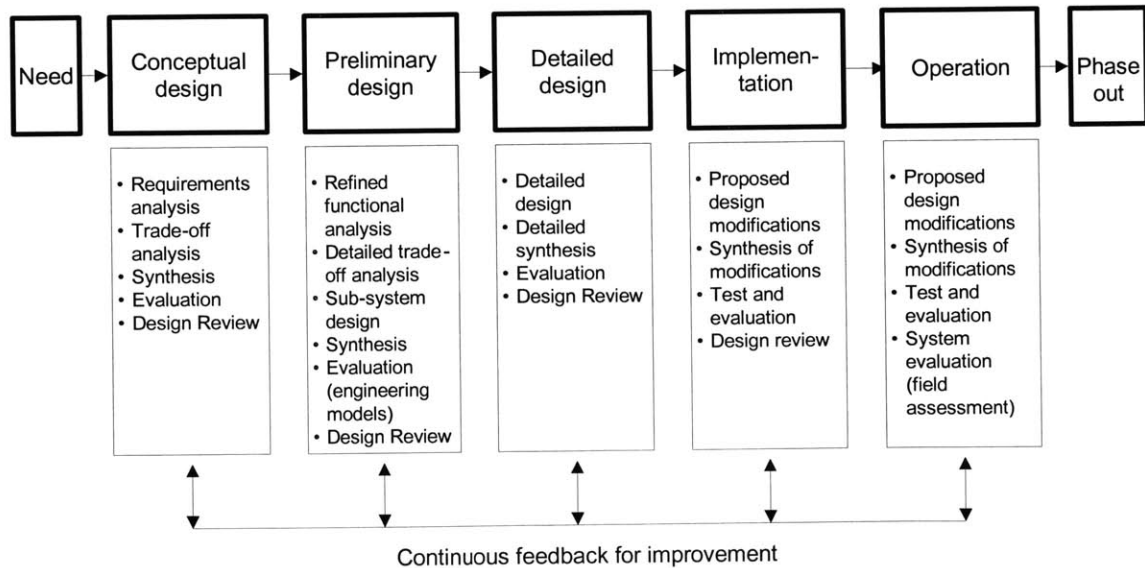 Need
Conceptual
design
Preliminary
design
Detailed
design
Implemen-
tation
Operation
Phase
out
• Requirements
analysis
• Trade-off
analysis
• Synthesis
• Evaluation
• Design Review
• Refined
functional
analysis
• Detailed trade-
off analysis
• Sub-system
design
• Synthesis
• Evaluation
(engineering
models)
• Design Review
• Detailed
design
• Detailed
synthesis
• Evaluation
• Design Review
• Proposed
design
modifications
• Synthesis of
modifications
• Test and
evaluation
• Design review
• Proposed
design
modifications
• Synthesis of
modifications
• Test and
evaluation
• System
evaluation
(field
assessment)
Continuous feedback for improvement